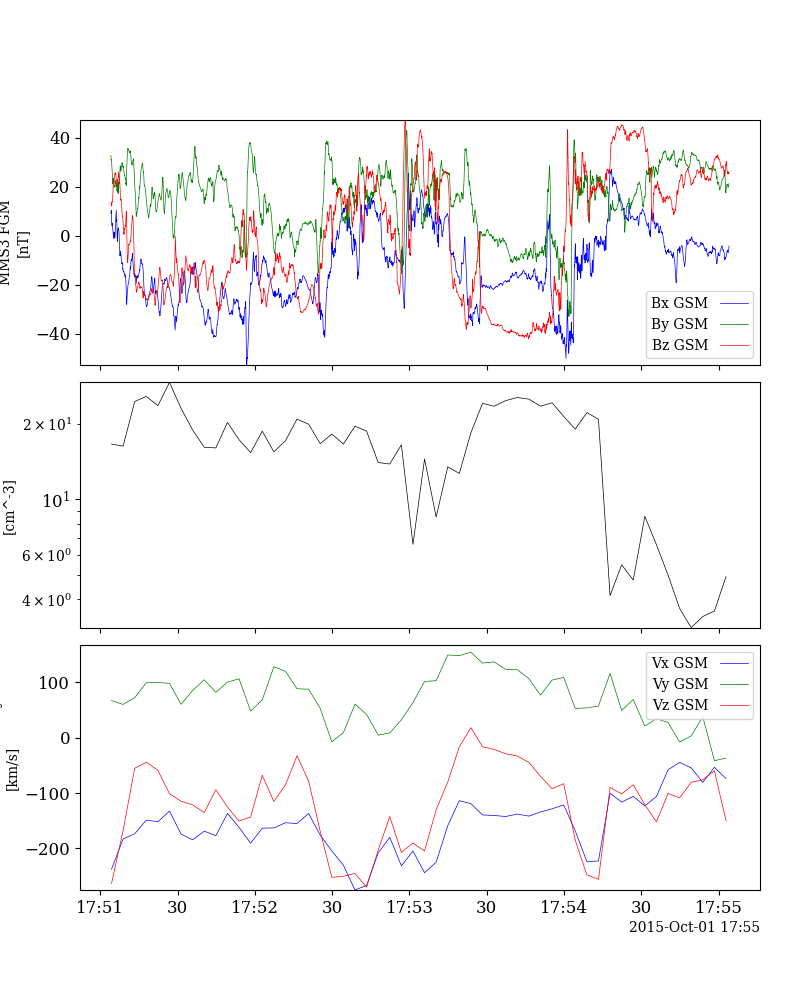 40
20
0
−20
−40
MMS3 FGM
[nT]
Bx GSM
By GSM
Bz GSM
2 × 10¹
10¹
6 × 10⁰
4 × 10⁰
[cm^-3]
100
0
−100
−200
[km/s]
Vx GSM
Vy GSM
Vz GSM
17:51 30 17:52 30 17:53 30 17:54 30 17:55
2015-Oct-01 17:55